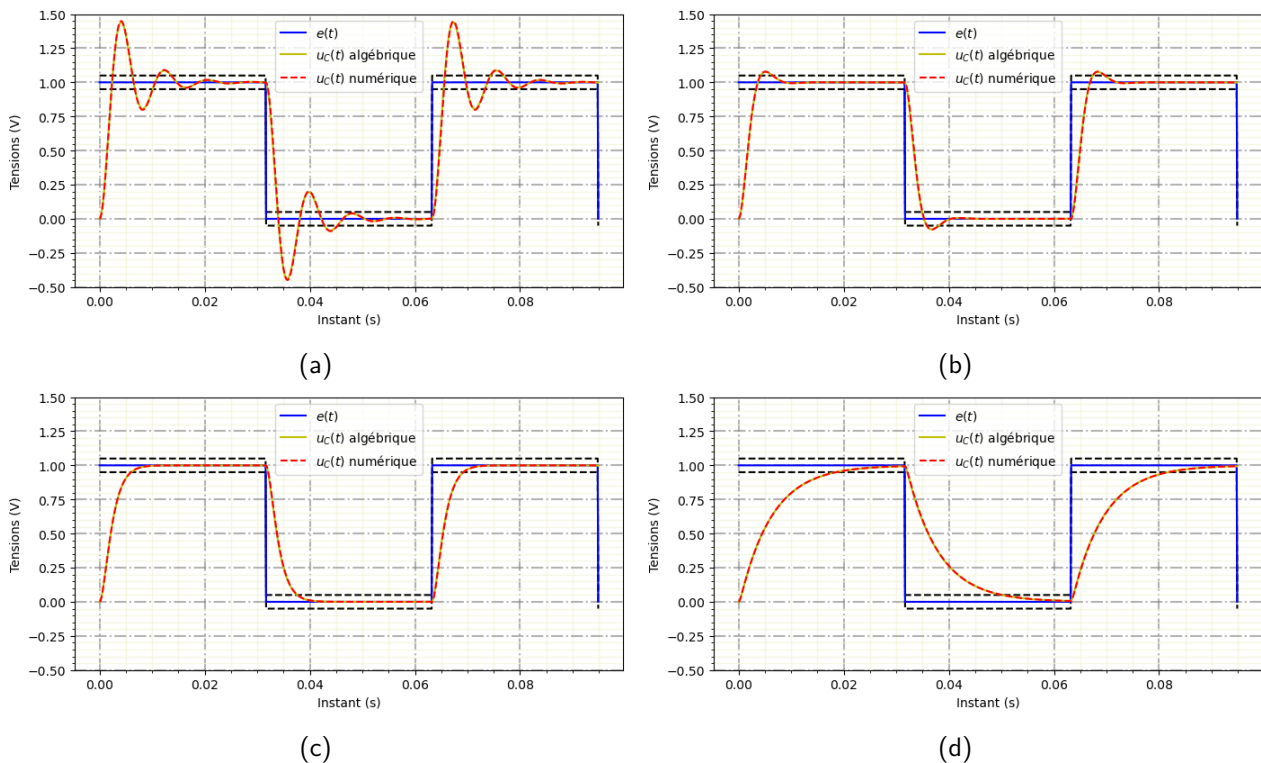 1.50
1.25
1.00
0.75
0.50
0.25
0.00
−0.25
−0.50
Tensions (V)
e(t)
u_C(t) algébrique
u_C(t) numérique
0.00 0.02 0.04 0.06 0.08
Instant (s)
(a)
1.50
1.25
1.00
0.75
0.50
0.25
0.00
−0.25
−0.50
Tensions (V)
e(t)
u_C(t) algébrique
u_C(t) numérique
0.00 0.02 0.04 0.06 0.08
Instant (s)
(b)
1.50
1.25
1.00
0.75
0.50
0.25
0.00
−0.25
−0.50
Tensions (V)
e(t)
u_C(t) algébrique
u_C(t) numérique
0.00 0.02 0.04 0.06 0.08
Instant (s)
(c)
1.50
1.25
1.00
0.75
0.50
0.25
0.00
−0.25
−0.50
Tensions (V)
e(t)
u_C(t) algébrique
u_C(t) numérique
0.00 0.02 0.04 0.06 0.08
Instant (s)
(d)